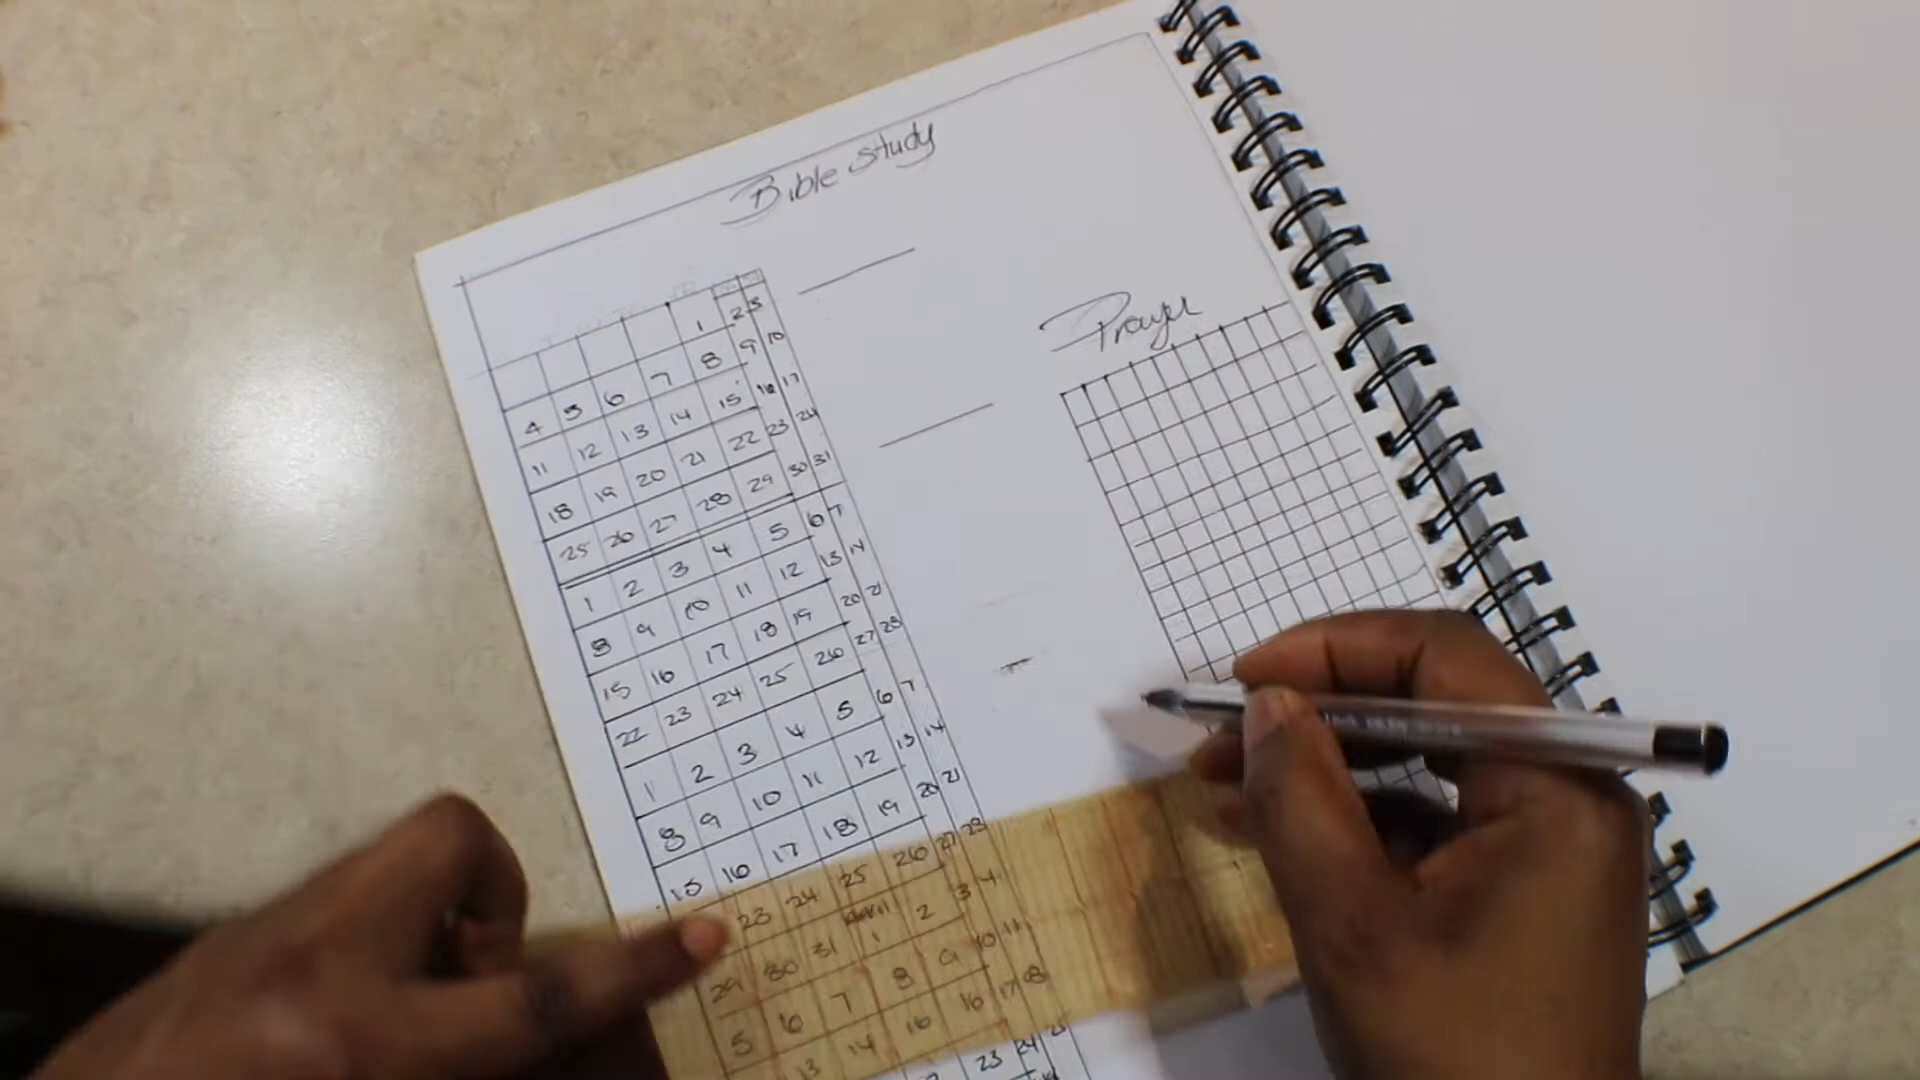 Bible Study
Prayer
1 2 3
4 5 6 7 8 9 10
11 12 13 14 15 16 17
18 19 20 21 22 23 24
25 26 27 28 29 30 31
1 2 3 4 5 6 7
8 9 10 11 12 13 14
15 16 17 18 19 20 21
22 23 24 25 26 27 28
1 2 3 4 5 6 7
8 9 10 11 12 13 14
15 16 17 18 19 20 21
23 24 25 26 27 28
29 30 31 April 1 2 3 4
5 6 7 8 9 10 11
13 14 16 16 17 18
23 24 25